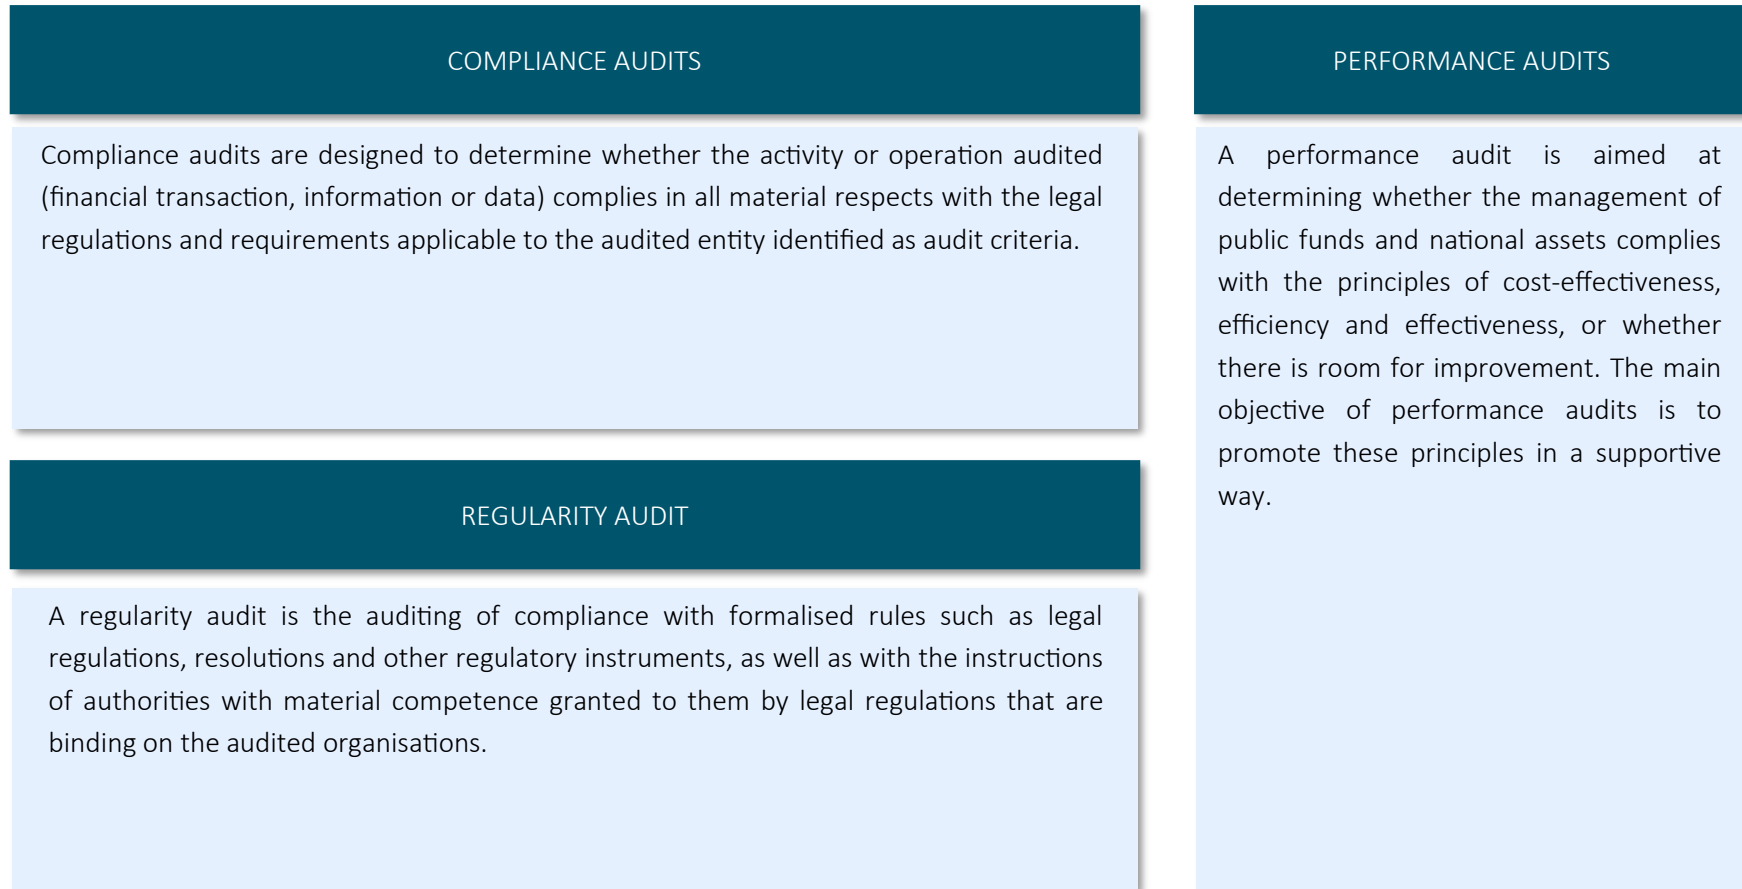 COMPLIANCE AUDITS
Compliance audits are designed to determine whether the activity or operation audited
(financial transaction, information or data) complies in all material respects with the legal
regulations and requirements applicable to the audited entity identified as audit criteria.
REGULARITY AUDIT
A regularity audit is the auditing of compliance with formalised rules such as legal
regulations, resolutions and other regulatory instruments, as well as with the instructions
of authorities with material competence granted to them by legal regulations that are
binding on the audited organisations.
PERFORMANCE AUDITS
A performance audit is aimed at
determining whether the management of
public funds and national assets complies
with the principles of cost-effectiveness,
efficiency and effectiveness, or whether
there is room for improvement. The main
objective of performance audits is to
promote these principles in a supportive
way.